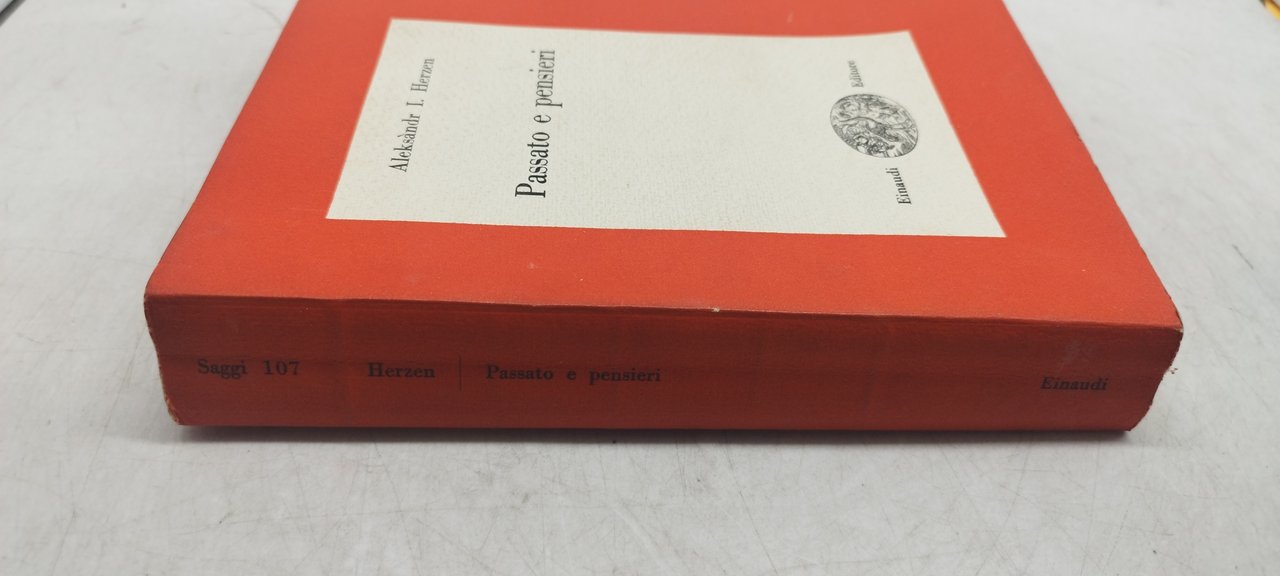 Aleksàndr I. Herzen
Passato e pensieri
Einaudi Editore
Saggi 107 Herzen Passato e pensieri Einaudi